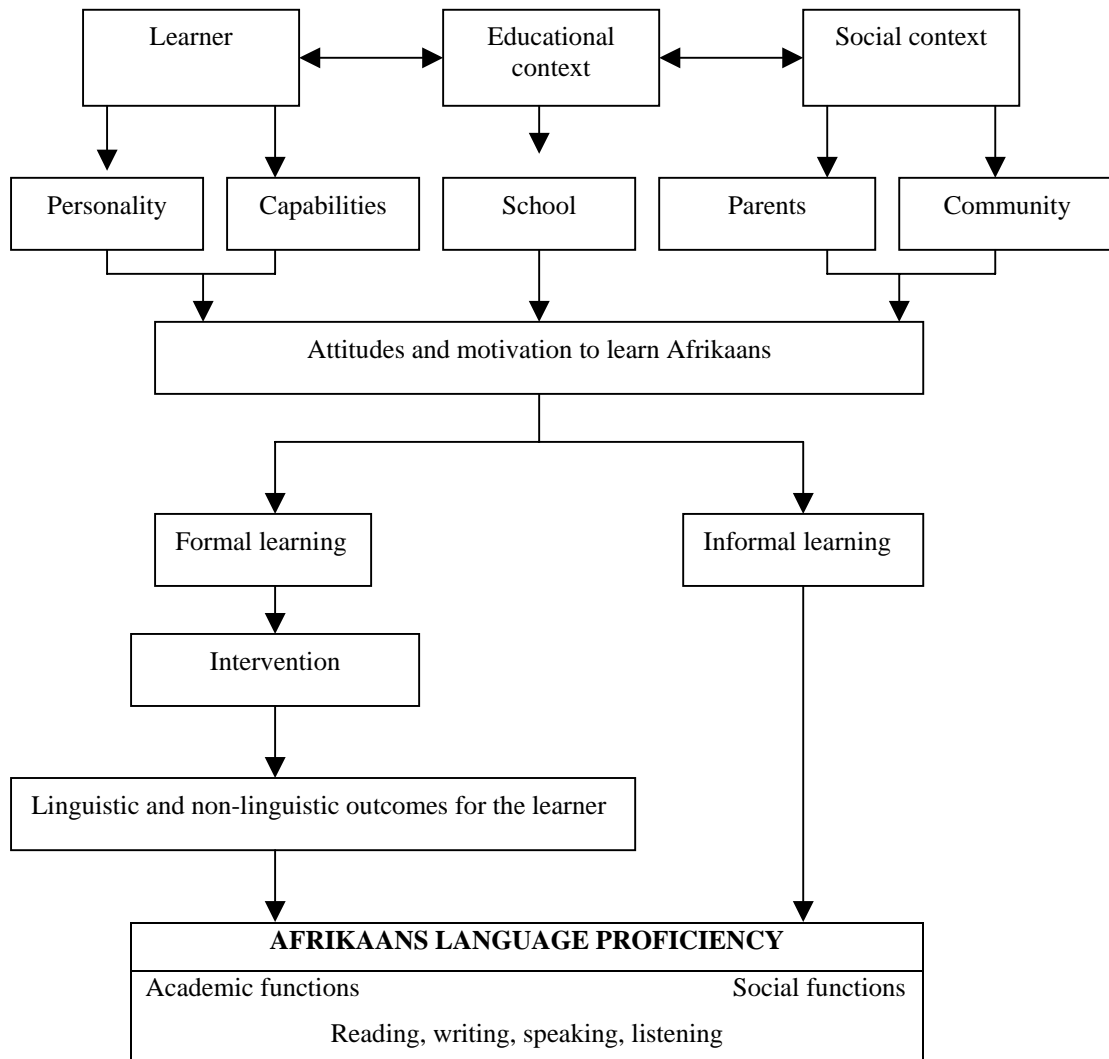 Learner
Educational
context
Social context
Personality
Capabilities
School
Parents
Community
Attitudes and motivation to learn Afrikaans
Formal learning
Informal learning
Intervention
Linguistic and non-linguistic outcomes for the learner
AFRIKAANS LANGUAGE PROFICIENCY
Academic functions
Social functions
Reading, writing, speaking, listening